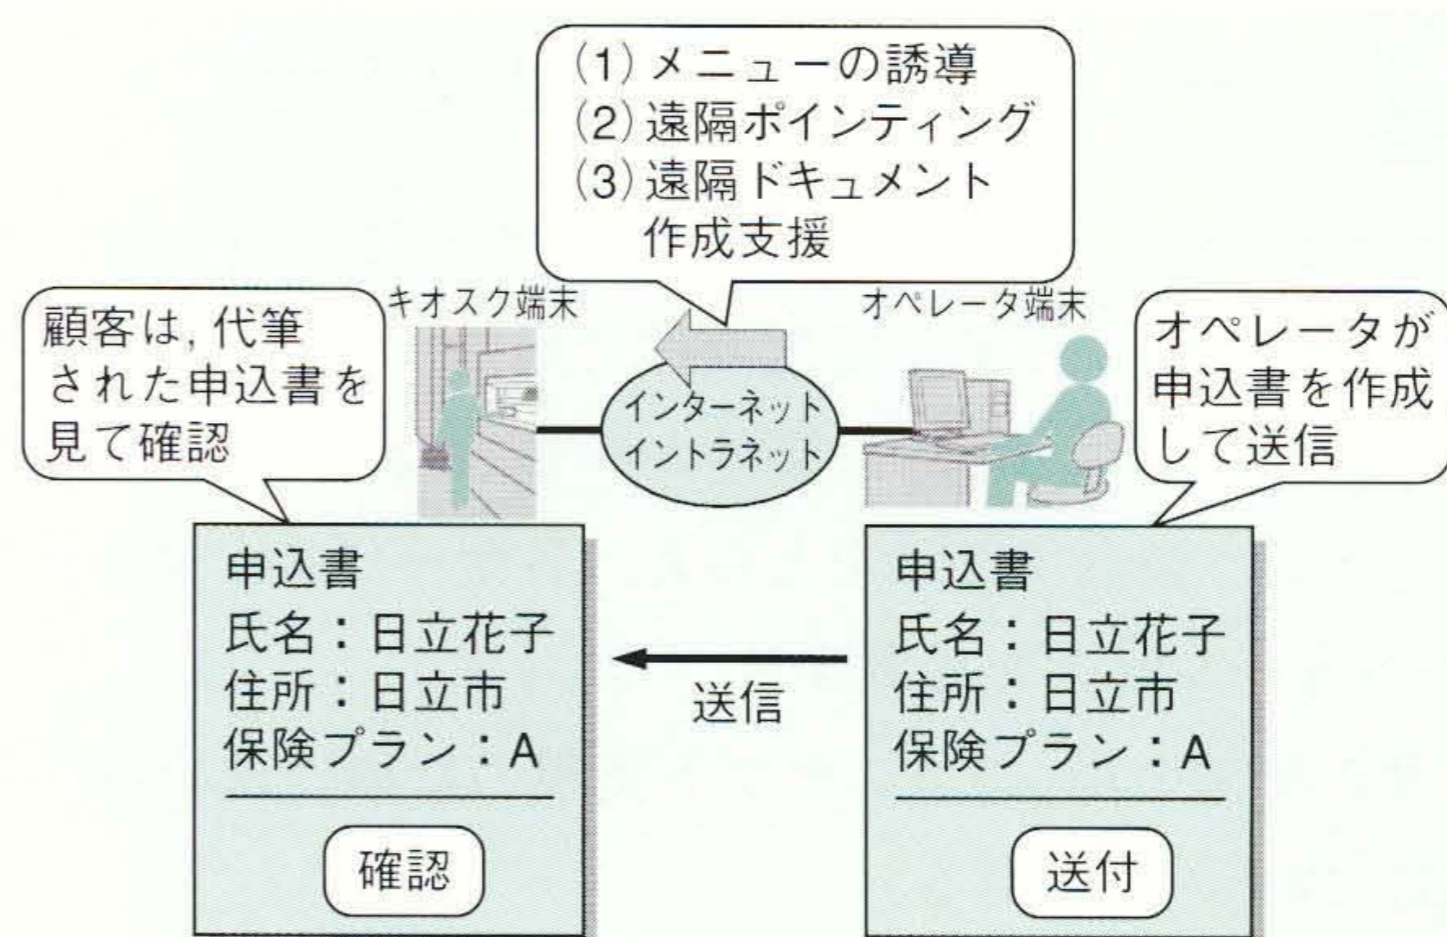 (1)メニューの誘導
(2)遠隔ポインティング
(3)遠隔ドキュメント
作成支援
キオスク端末
オペレータ端末
顧客は,代筆
された申込書を
見て確認
インターネット
イントラネット
オペレータが
申込書を作成
して送信
申込書
氏名：日立花子
住所：日立市
保険プラン：A
確認
送信
申込書
氏名：日立花子
住所：日立市
保険プラン：A
送付